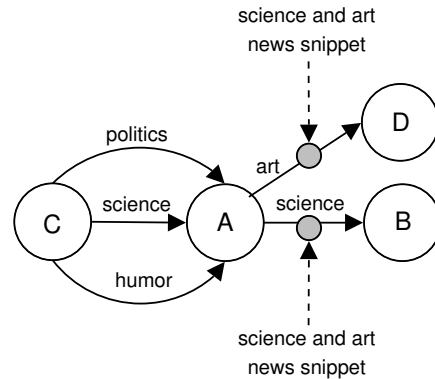 science and art
news snippet
D
politics
art
science
science
C
A
B
humor
science and art
news snippet